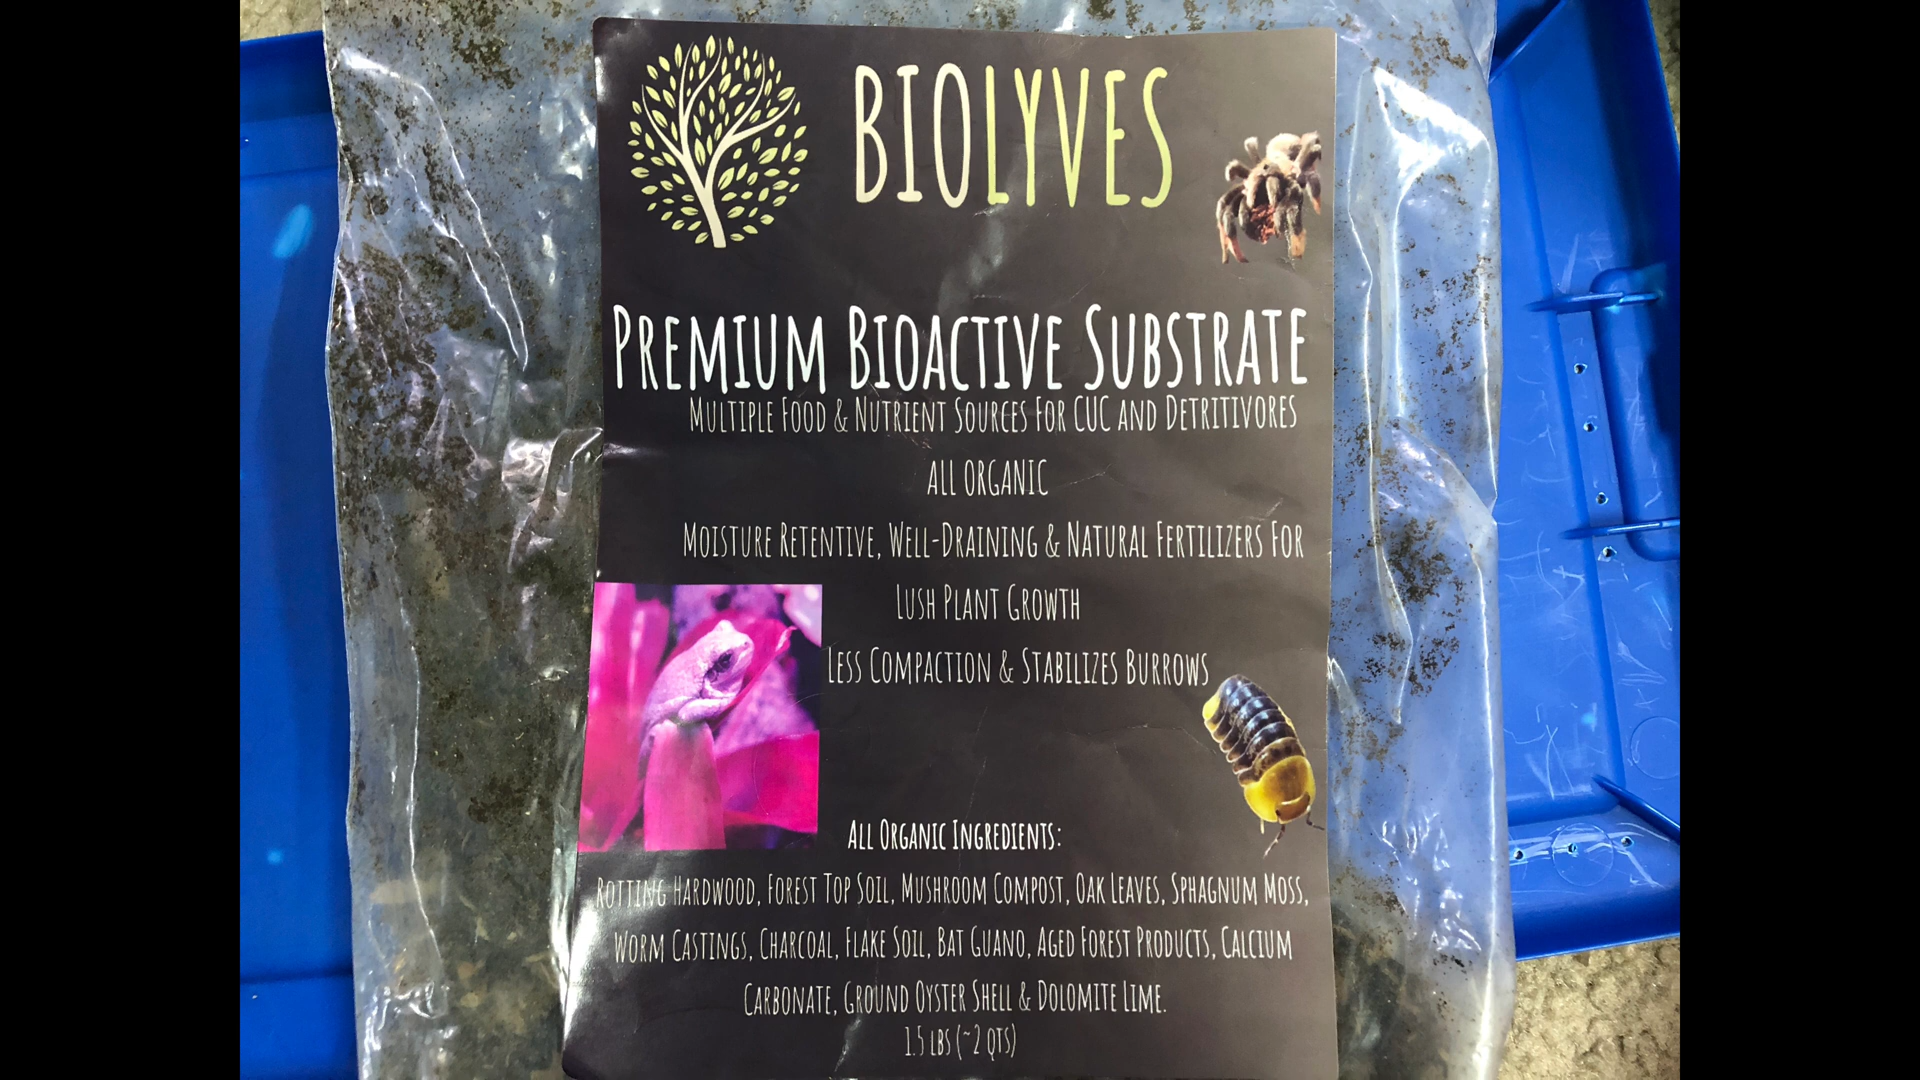 BIOLYVES
PREMIUM BIOACTIVE SUBSTRATE
MULTIPLE FOOD & NUTRIENT SOURCES FOR CUC AND DETRITIVORES
ALL ORGANIC
MOISTURE RETENTIVE, WELL-DRAINING & NATURAL FERTILIZERS FOR
LUSH PLANT GROWTH
LESS COMPACTION & STABILIZES BURROWS
ALL ORGANIC INGREDIENTS:
ROTTING HARDWOOD, FOREST TOP SOIL, MUSHROOM COMPOST, OAK LEAVES, SPHAGNUM MOSS,
WORM CASTINGS, CHARCOAL, FLAKE SOIL, BAT GUANO, AGED FOREST PRODUCTS, CALCIUM
CARBONATE, GROUND OYSTER SHELL & DOLOMITE LIME.
1.5 LBS (~2 QTS)